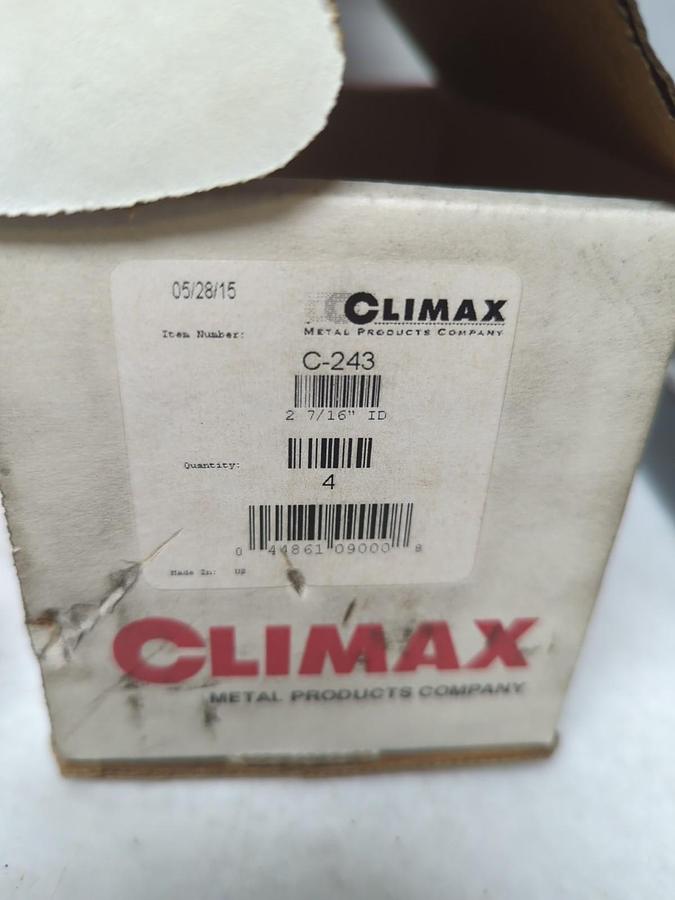 05/28/15
CLIMAX
METAL PRODUCTS COMPANY
Item Number:
C-243
2 7/16" ID
Quantity:
4
0 44861 09000 8
Made In: US
CLIMAX
METAL PRODUCTS COMPANY